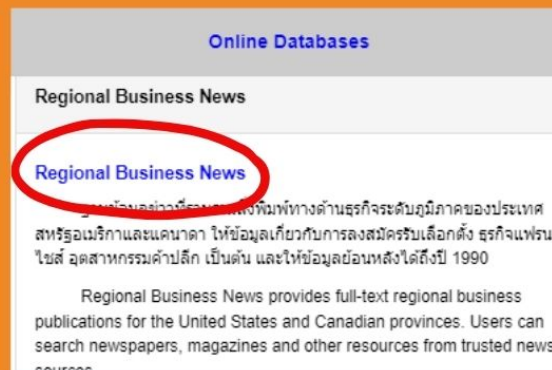 Online Databases
Regional Business News
Regional Business News
สิ่งพิมพ์ทางด้านธุรกิจระดับภูมิภาคของประเทศ
สหรัฐอเมริกาและแคนาดา ให้ข้อมูลเกี่ยวกับการลงสมัครรับเลือกตั้ง ธุรกิจแฟรน
ไชส์ อุตสาหกรรมค้าปลีก เป็นต้น และให้ข้อมูลย้อนหลังได้ถึงปี 1990
Regional Business News provides full-text regional business
publications for the United States and Canadian provinces. Users can
search newspapers, magazines and other resources from trusted news